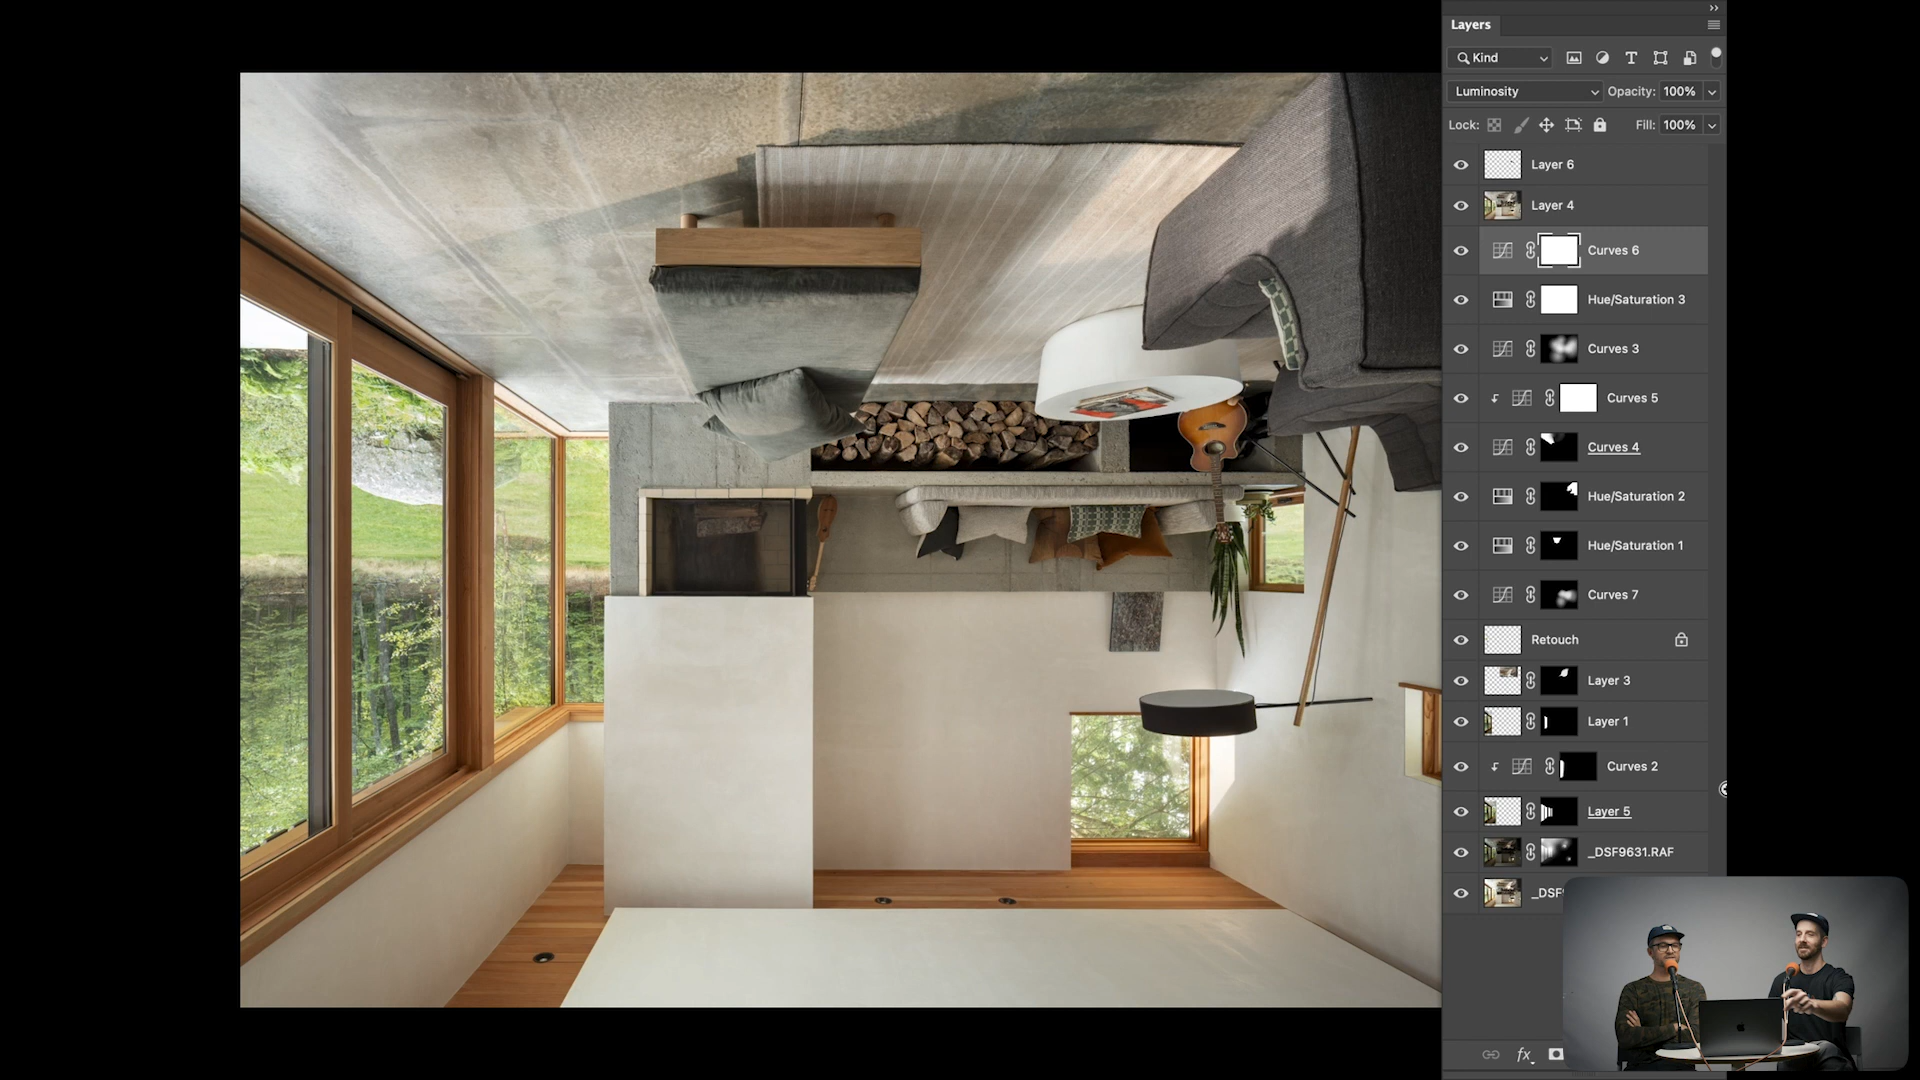 Layers
Kind
Luminosity
Opacity: 100%
Lock:
Fill: 100%
Layer 6
Layer 4
Curves 6
Hue/Saturation 3
Curves 3
Curves 5
Curves 4
Hue/Saturation 2
Hue/Saturation 1
Curves 7
Retouch
Layer 3
Layer 1
Curves 2
Layer 5
_DSF9631.RAF
_DSF
fx